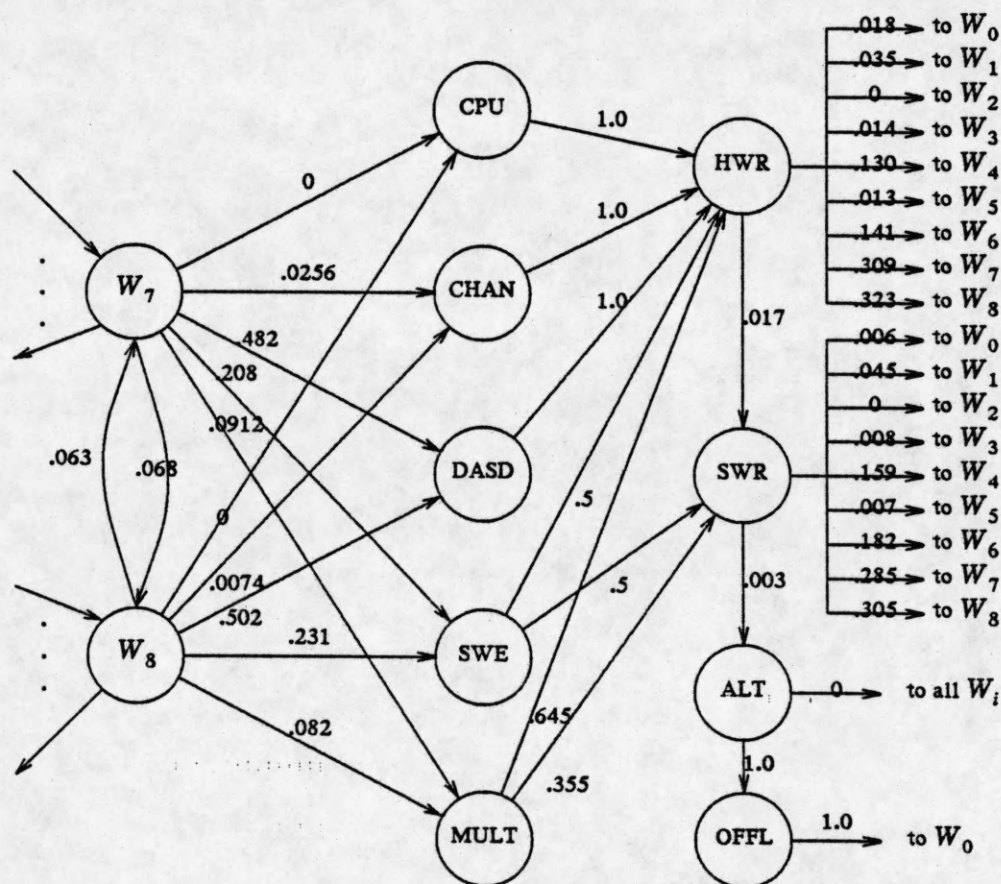 .018 to W0
.035 to W1
0 to W2
.014 to W3
.130 to W4
.013 to W5
.141 to W6
.309 to W7
.323 to W8
CPU
1.0
HWR
0
1.0
W7
.0256
CHAN
1.0
.017
.482
.208
.0912
.006 to W0
.045 to W1
0 to W2
.008 to W3
.159 to W4
.007 to W5
.182 to W6
.285 to W7
.305 to W8
.063
.068
DASD
SWR
.5
0
.0074
.502
.5
.003
W8
.231
SWE
ALT
0 to all Wi
.082
.645
.355
1.0
MULT
OFFL
1.0
to W0